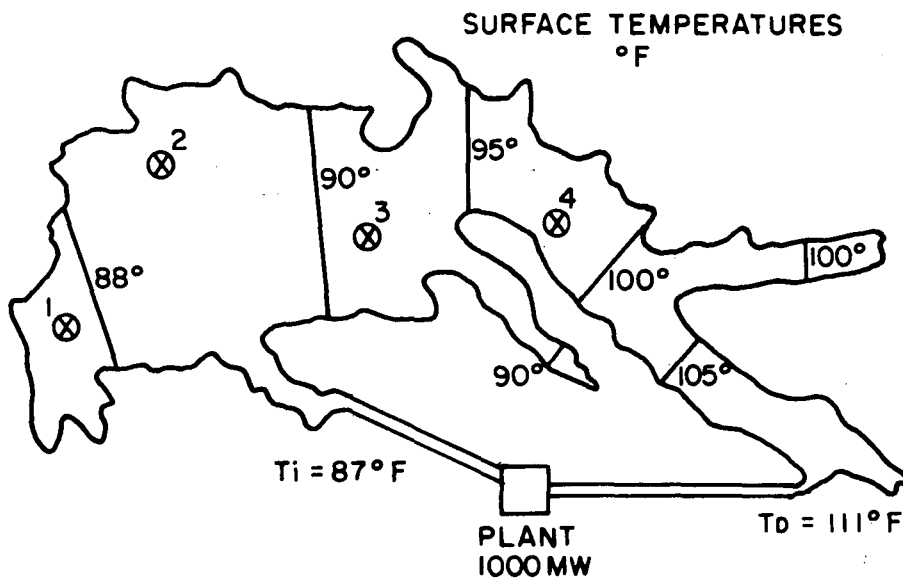 SURFACE TEMPERATURES
°F
2
95°
90°
4
3
100°
100°
88°
1
90°
105°
Ti = 87°F
TD = 111°F
PLANT
1000 MW